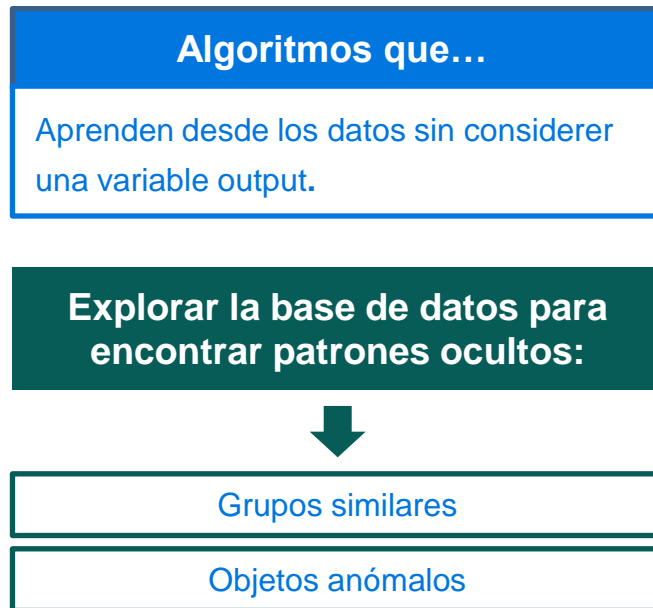 Algoritmos que…
Aprenden desde los datos sin considerer
una variable output.
Explorar la base de datos para
encontrar patrones ocultos:
Grupos similares
Objetos anómalos